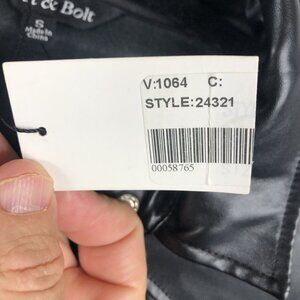 & Bolt
S
Made In
China
V:1064 C:
STYLE:24321
00058765